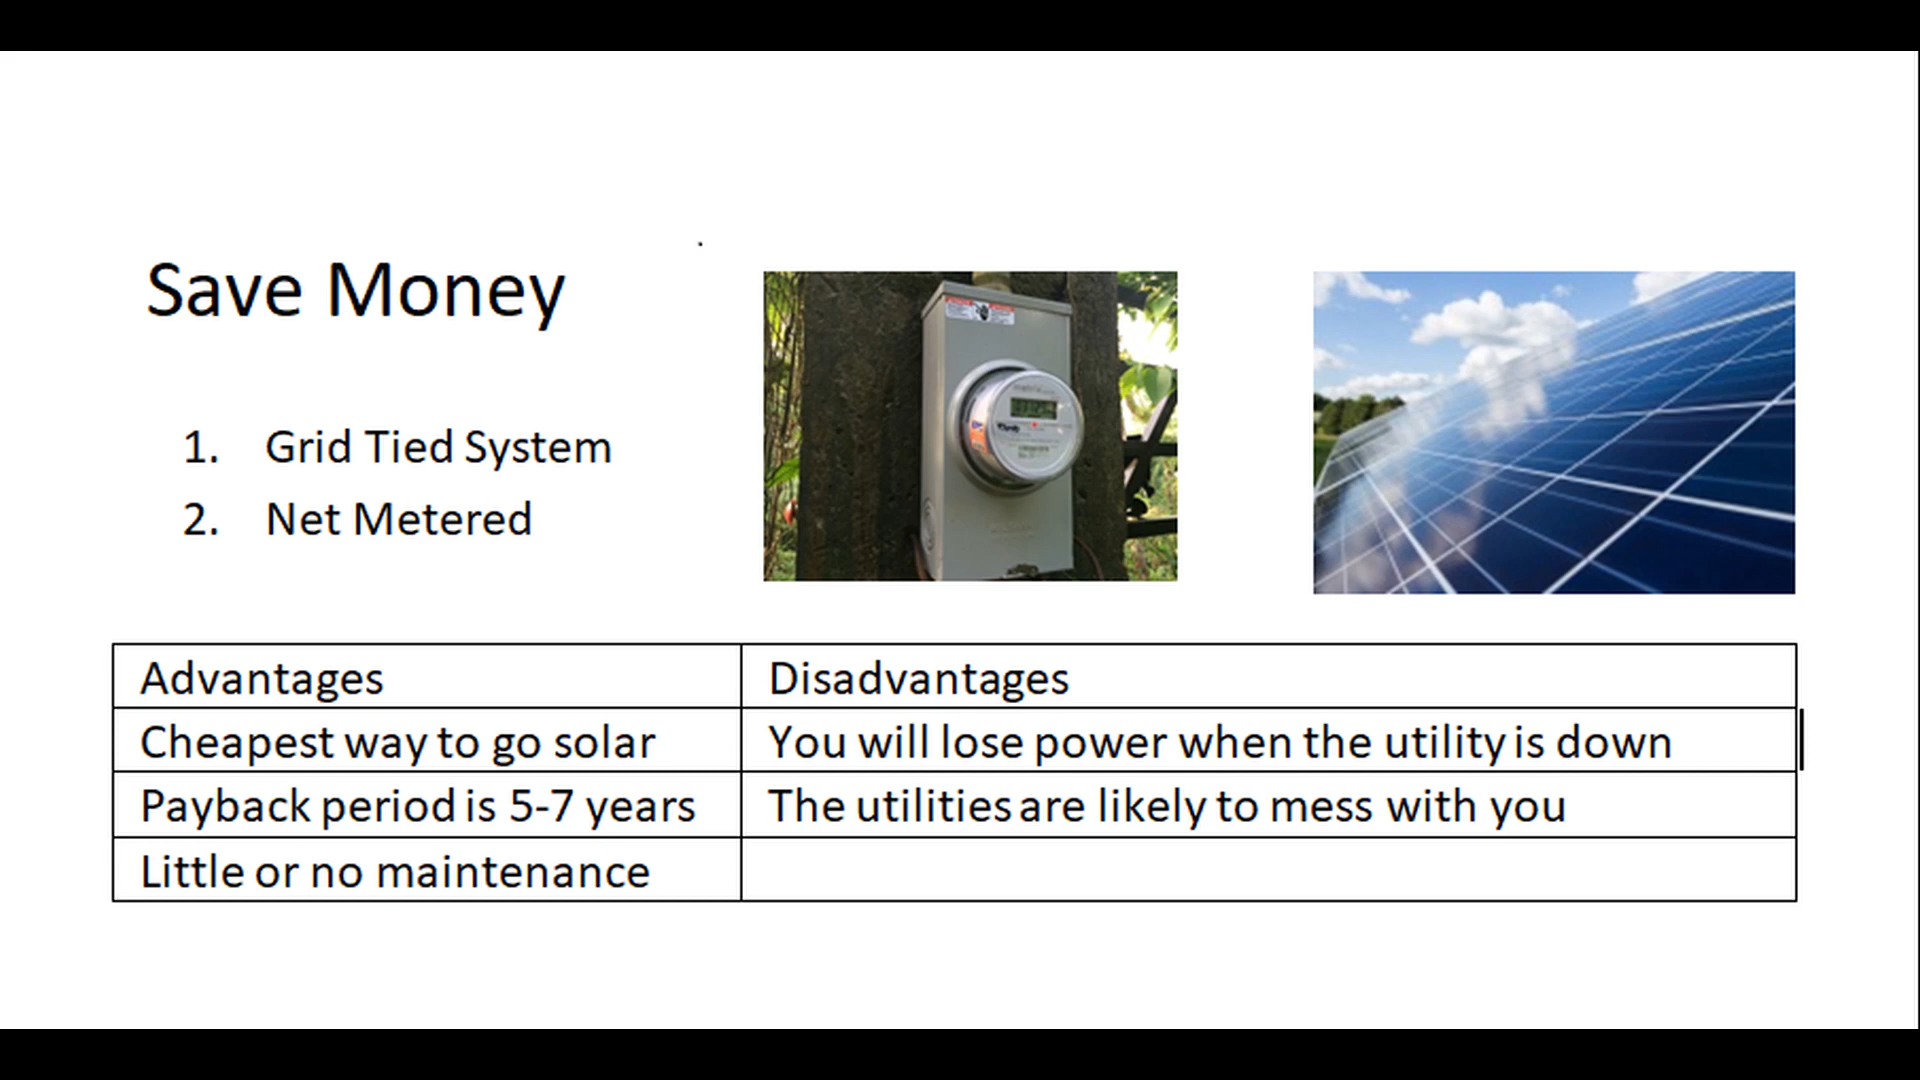 Save Money
1. Grid Tied System
2. Net Metered
Advantages
Disadvantages
Cheapest way to go solar
You will lose power when the utility is down
Payback period is 5-7 years
The utilities are likely to mess with you
Little or no maintenance